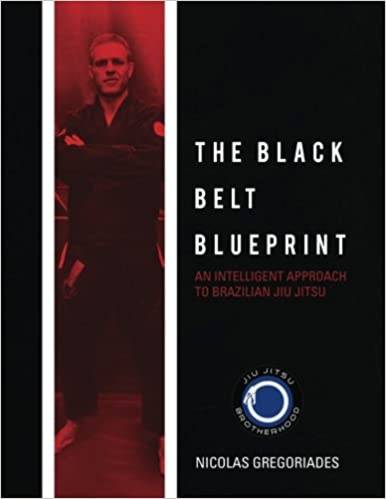 THE BLACK
BELT
BLUEPRINT
AN INTELLIGENT APPROACH
TO BRAZILIAN JIU JITSU
JIU JITSU
BROTHERHOOD
NICOLAS GREGORIADES